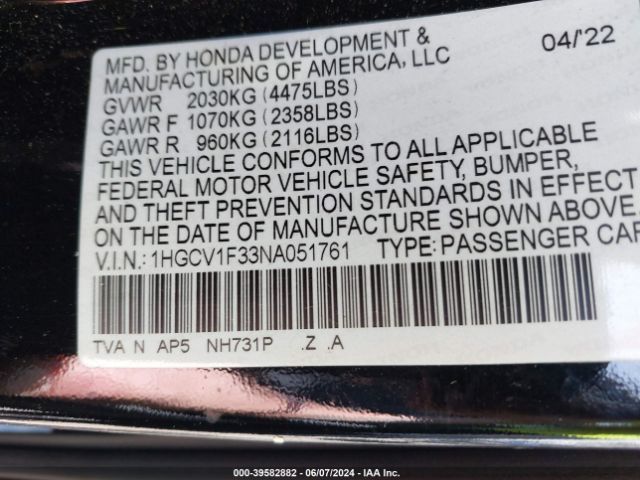 MFD. BY HONDA DEVELOPMENT & 04/'22
MANUFACTURING OF AMERICA, LLC
GVWR 2030KG (4475LBS)
GAWR F 1070KG (2358LBS)
GAWR R 960KG (2116LBS)
THIS VEHICLE CONFORMS TO ALL APPLICABLE
FEDERAL MOTOR VEHICLE SAFETY, BUMPER,
AND THEFT PREVENTION STANDARDS IN EFFECT
ON THE DATE OF MANUFACTURE SHOWN ABOVE
V.I.N.: 1HGCV1F33NA051761 TYPE: PASSENGER CAR
TVA N AP5 NH731P .Z .A
000-39582882 - 06/07/2024 - IAA Inc.